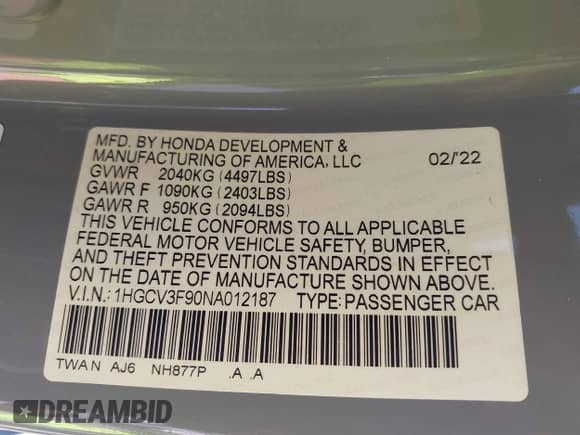 MFD. BY HONDA DEVELOPMENT &
MANUFACTURING OF AMERICA, LLC 02/'22
GVWR 2040KG (4497LBS)
GAWR F 1090KG (2403LBS)
GAWR R 950KG (2094LBS)
THIS VEHICLE CONFORMS TO ALL APPLICABLE
FEDERAL MOTOR VEHICLE SAFETY, BUMPER,
AND THEFT PREVENTION STANDARDS IN EFFECT
ON THE DATE OF MANUFACTURE SHOWN ABOVE.
V.I.N.: 1HGCV3F90NA012187 TYPE: PASSENGER CAR
TWA N AJ6 NH877P .A .A
DREAMBID